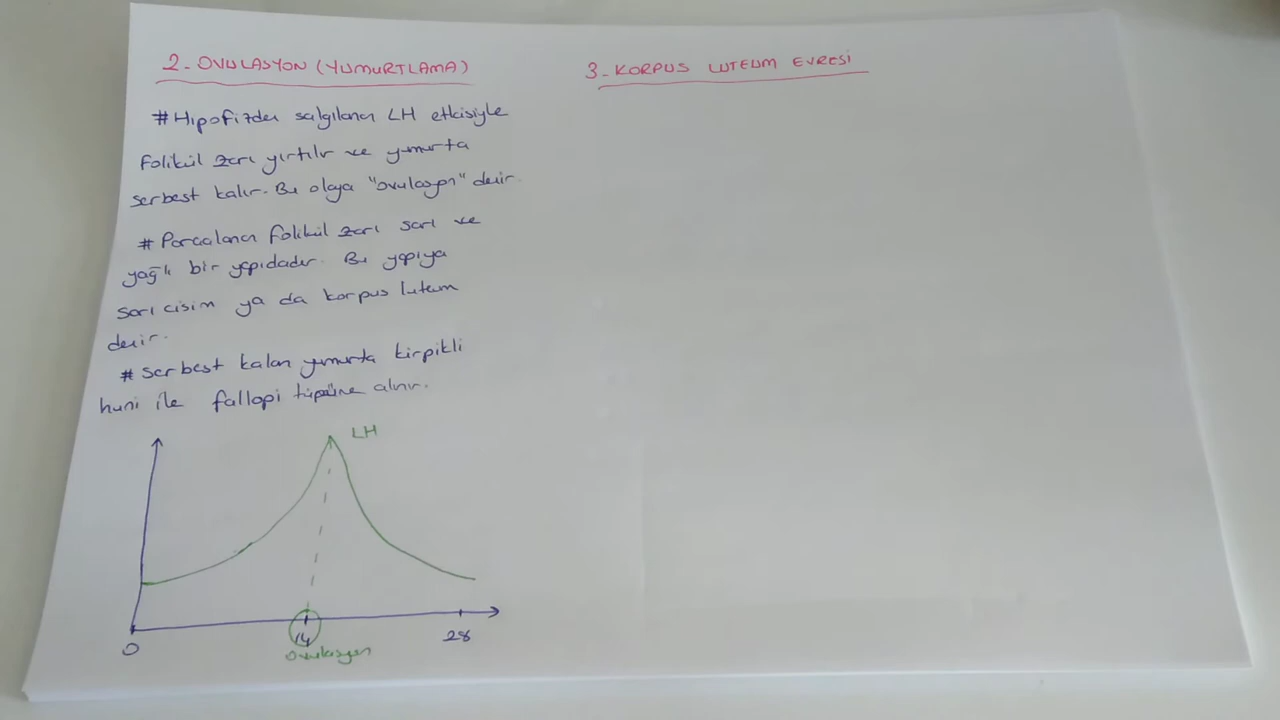 2-OVULASYON (YUMURTLAMA)
#Hipofizden salgılanan LH etkisiyle
folikül zarı yırtılır ve yumurta
serbest kalır. Bu olaya "ovulasyon" denir.
#Parçalanan folikül zarı sarı ve
yağlı bir yapıdadır. Bu yapıya
sarı cisim ya da korpus luteum
denir.
#Serbest kalan yumurta kirpikli
huni ile fallopi tüpüne alınır.
LH
0
14
28
ovulasyon
3-KORPUS LUTEUM EVRESİ